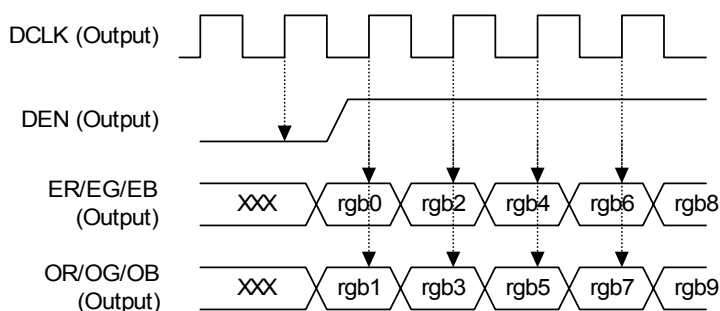 DCLK (Output)
DEN (Output)
ER/EG/EB
(Output)
XXX rgb0 rgb2 rgb4 rgb6 rgb8
OR/OG/OB
(Output)
XXX rgb1 rgb3 rgb5 rgb7 rgb9